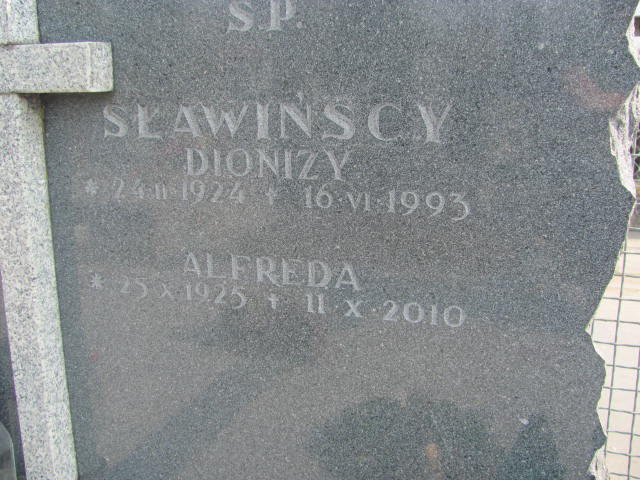 Ś.P.
SŁAWIŃSCY
DIONIZY
* 24·II·1924 + 16·VI·1993
ALFREDA
* 25·X·1925 + 11·X·2010